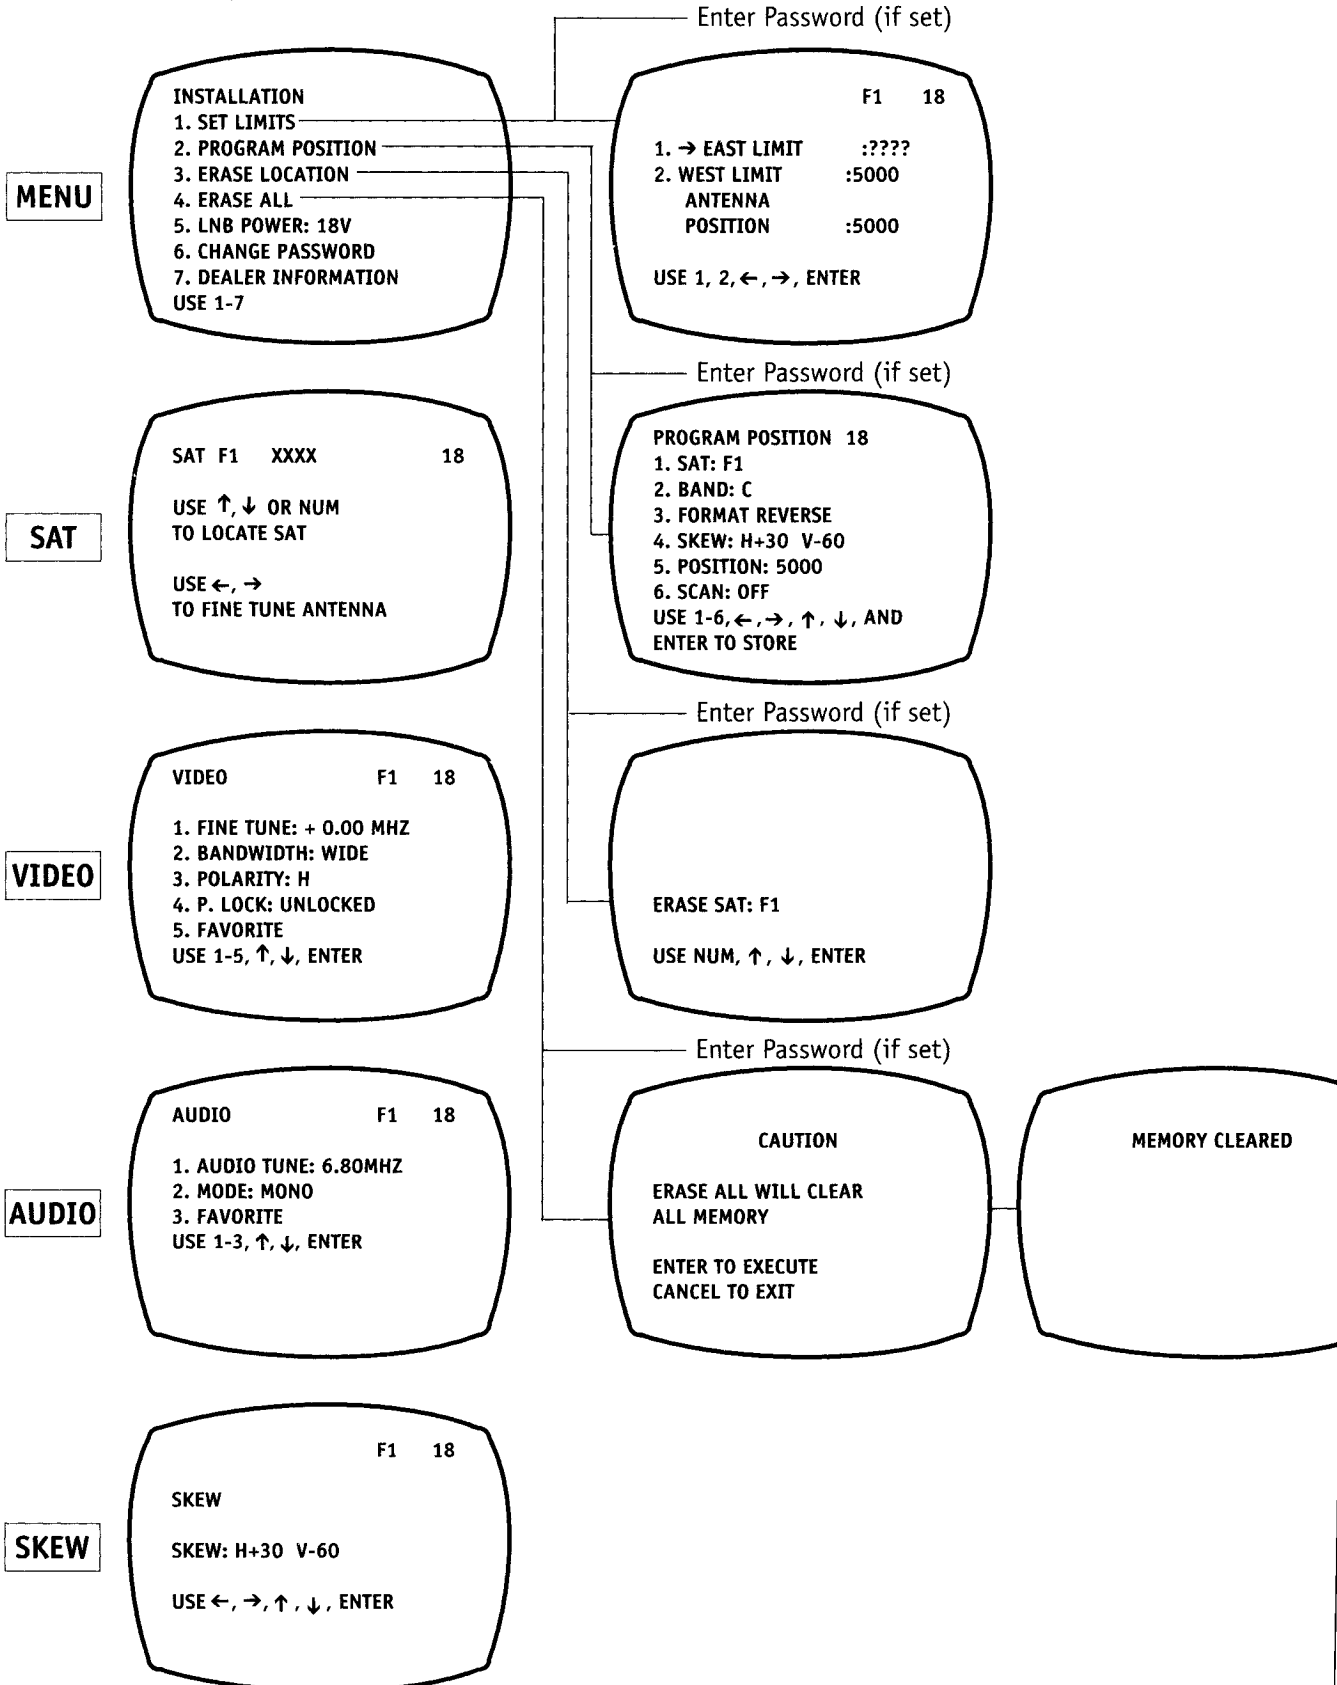 Enter Password (if set)
MENU
INSTALLATION
1. SET LIMITS
2. PROGRAM POSITION
3. ERASE LOCATION
4. ERASE ALL
5. LNB POWER: 18V
6. CHANGE PASSWORD
7. DEALER INFORMATION
USE 1-7
F1 18
1. → EAST LIMIT :????
2. WEST LIMIT :5000
ANTENNA
POSITION :5000
USE 1, 2, ←, →, ENTER
Enter Password (if set)
SAT
SAT F1 XXXX 18
USE ↑, ↓ OR NUM
TO LOCATE SAT
USE ←, →
TO FINE TUNE ANTENNA
PROGRAM POSITION 18
1. SAT: F1
2. BAND: C
3. FORMAT REVERSE
4. SKEW: H+30 V-60
5. POSITION: 5000
6. SCAN: OFF
USE 1-6, ←, →, ↑, ↓, AND
ENTER TO STORE
Enter Password (if set)
VIDEO
VIDEO F1 18
1. FINE TUNE: + 0.00 MHZ
2. BANDWIDTH: WIDE
3. POLARITY: H
4. P. LOCK: UNLOCKED
5. FAVORITE
USE 1-5, ↑, ↓, ENTER
ERASE SAT: F1
USE NUM, ↑, ↓, ENTER
Enter Password (if set)
AUDIO
AUDIO F1 18
1. AUDIO TUNE: 6.80MHZ
2. MODE: MONO
3. FAVORITE
USE 1-3, ↑, ↓, ENTER
CAUTION
ERASE ALL WILL CLEAR
ALL MEMORY
ENTER TO EXECUTE
CANCEL TO EXIT
MEMORY CLEARED
SKEW
F1 18
SKEW
SKEW: H+30 V-60
USE ←, →, ↑, ↓, ENTER